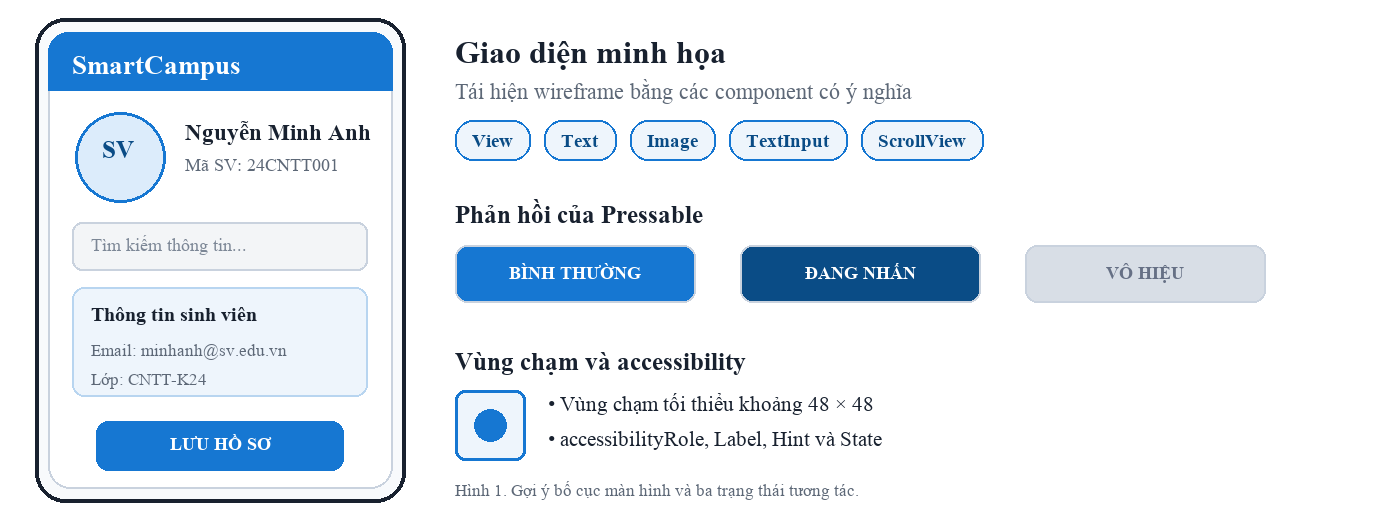 SmartCampus
SV
Nguyễn Minh Anh
Mã SV: 24CNTT001
Tìm kiếm thông tin...
Thông tin sinh viên
Email: minhanh@sv.edu.vn
Lớp: CNTT-K24
LƯU HỒ SƠ
Giao diện minh họa
Tái hiện wireframe bằng các component có ý nghĩa
View Text Image TextInput ScrollView
Phản hồi của Pressable
BÌNH THƯỜNG ĐANG NHẤN VÔ HIỆU
Vùng chạm và accessibility
• Vùng chạm tối thiểu khoảng 48 × 48
• accessibilityRole, Label, Hint và State
Hình 1. Gợi ý bố cục màn hình và ba trạng thái tương tác.